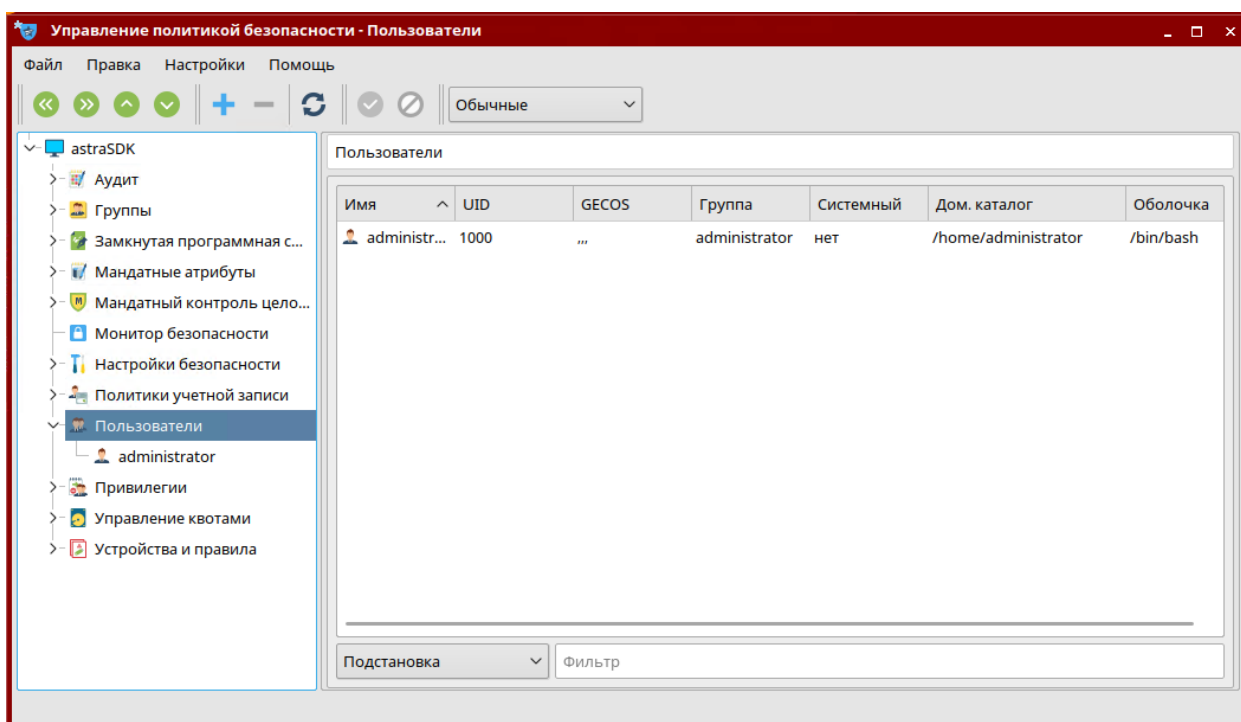 Управление политикой безопасности - Пользователи
Файл Правка Настройки Помощь
Обычные
astraSDK
Аудит
Группы
Замкнутая программная с...
Мандатные атрибуты
Мандатный контроль цело...
Монитор безопасности
Настройки безопасности
Политики учетной записи
Пользователи
administrator
Привилегии
Управление квотами
Устройства и правила
Пользователи
Имя UID GECOS Группа Системный Дом. каталог Оболочка
administr... 1000 ,,, administrator нет /home/administrator /bin/bash
Подстановка Фильтр